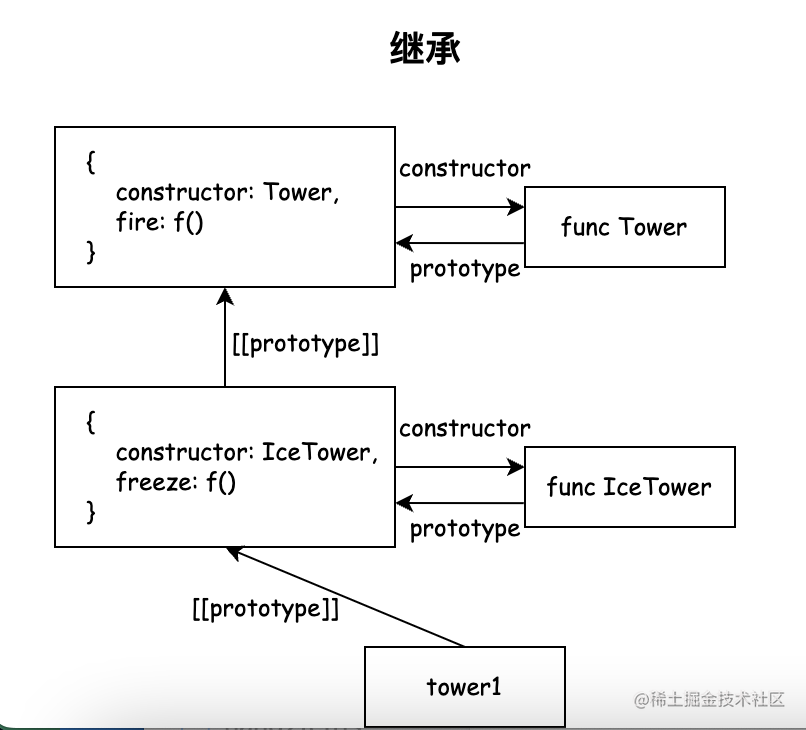 继承
{
constructor: Tower,
fire: f()
}
constructor
func Tower
prototype
[[prototype]]
{
constructor: IceTower,
freeze: f()
}
constructor
func IceTower
prototype
[[prototype]]
tower1
@稀土掘金技术社区